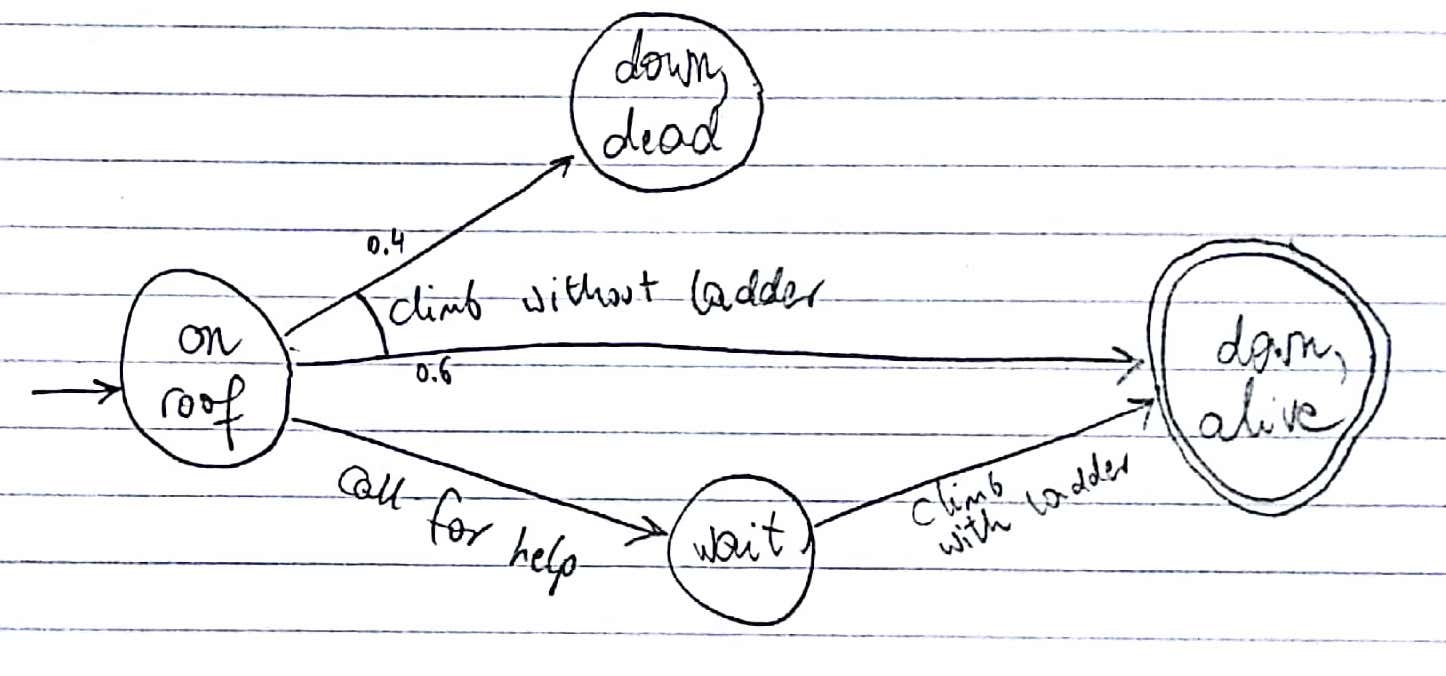 down,
dead
0.4
climb without ladder
on
roof
0.6
down,
alive
call for help
wait
climb
with ladder